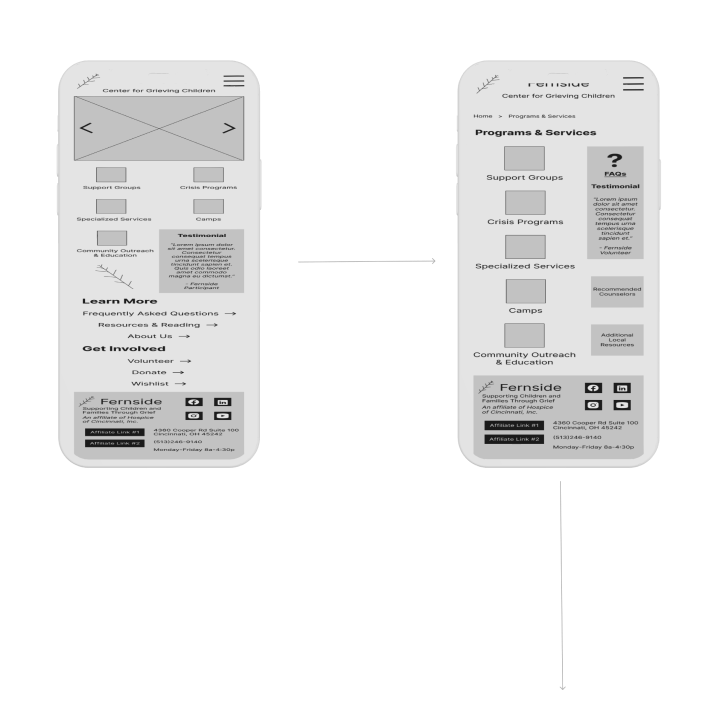 Center for Grieving Children
Support Groups
Crisis Programs
Specialized Services
Camps
Community Outreach
& Education
Testimonial
"Lorem ipsum dolor
sit amet consectetur.
Consectetur
consequat tempus
urna scelerisque
tincidunt sapien et.
Quis odio laoreet
amet commodo
magna eu dictumst."
- Fernside
Participant
Learn More
Frequently Asked Questions →
Resources & Reading →
About Us →
Get Involved
Volunteer →
Donate →
Wishlist →
Fernside
Supporting Children and
Families Through Grief
An affiliate of Hospice
of Cincinnati, Inc.
Affiliate Link #1
Affiliate Link #2
4360 Cooper Rd Suite 100
Cincinnati, OH 45242
(513)246-9140
Monday-Friday 8a-4:30p
Fernside
Center for Grieving Children
Home > Programs & Services
Programs & Services
Support Groups
Crisis Programs
Specialized Services
Camps
Community Outreach
& Education
?
FAQs
Testimonial
"Lorem ipsum
dolor sit amet
consectetur.
Consectetur
consequat
tempus urna
scelerisque
tincidunt
sapien et."
- Fernside
Volunteer
Recommended
Counselors
Additional
Local
Resources
Fernside
Supporting Children and
Families Through Grief
An affiliate of Hospice
of Cincinnati, Inc.
Affiliate Link #1
Affiliate Link #2
4360 Cooper Rd Suite 100
Cincinnati, OH 45242
(513)246-9140
Monday-Friday 8a-4:30p